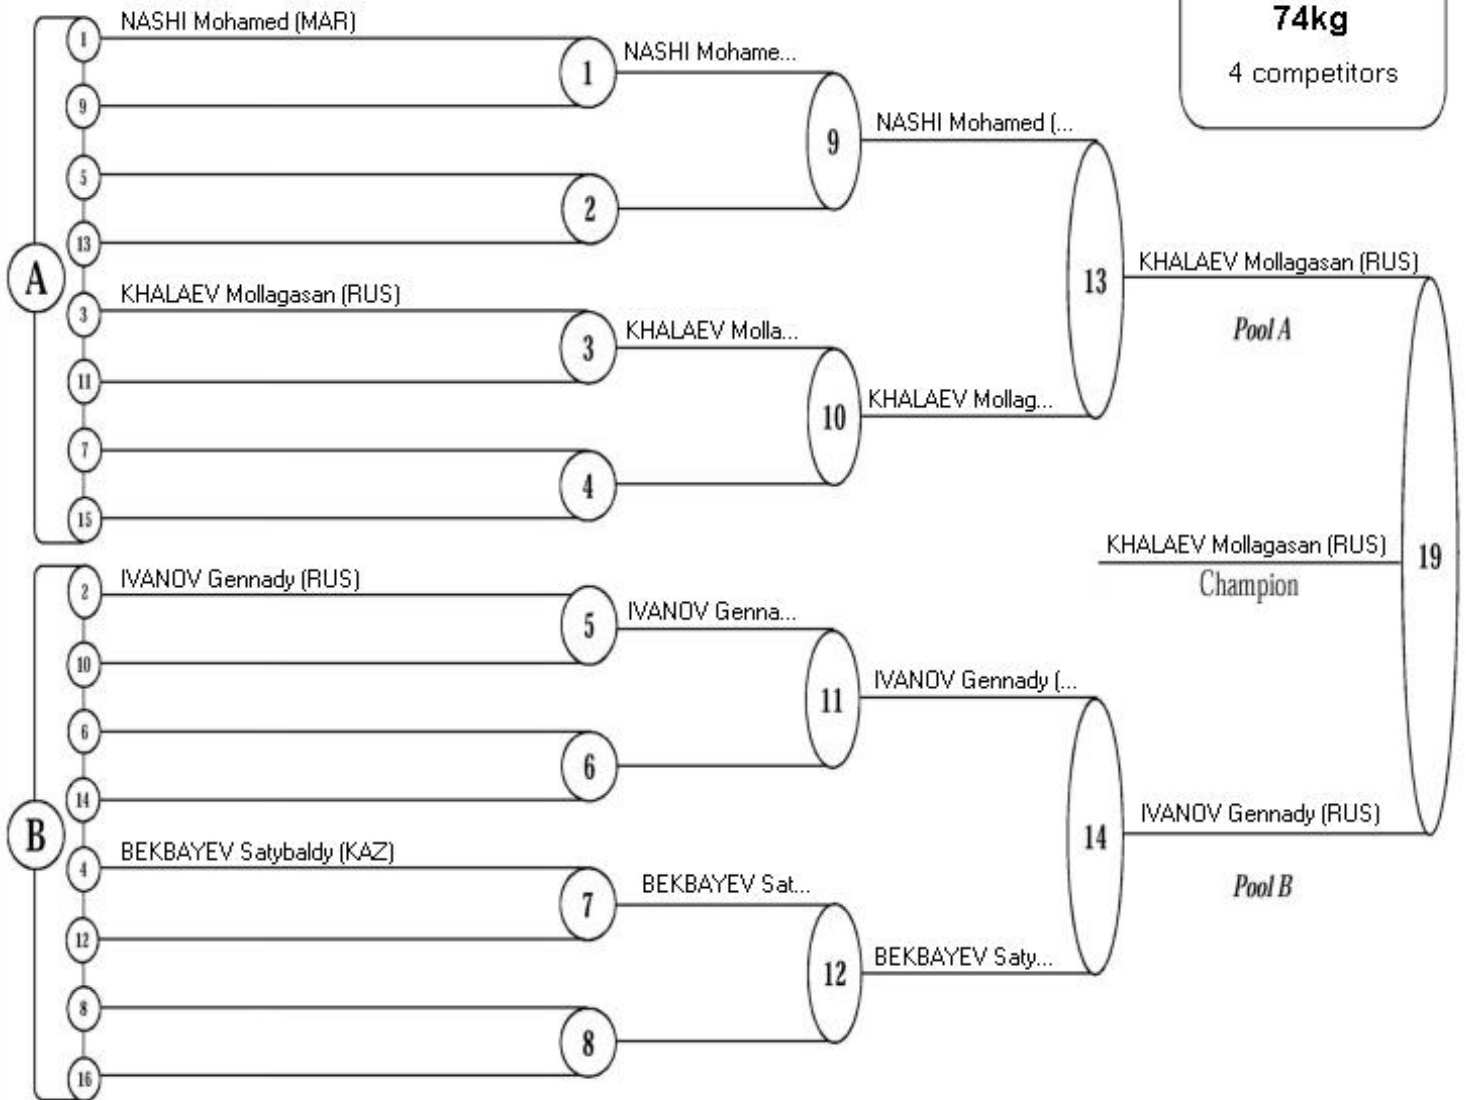 74kg
4 competitors
NASHI Mohamed (MAR)
1
9
5
13
A
KHALAEV Mollagasan (RUS)
3
11
7
15
IVANOV Gennady (RUS)
2
10
6
14
B
BEKBAYEV Satybaldy (KAZ)
4
12
8
16
1
2
3
4
5
6
7
8
NASHI Mohame...
KHALAEV Molla...
IVANOV Genna...
BEKBAYEV Sat...
9
10
11
12
NASHI Mohamed (...
KHALAEV Mollag...
IVANOV Gennady (...
BEKBAYEV Saty...
13
14
KHALAEV Mollagasan (RUS)
Pool A
KHALAEV Mollagasan (RUS)
Champion
19
IVANOV Gennady (RUS)
Pool B